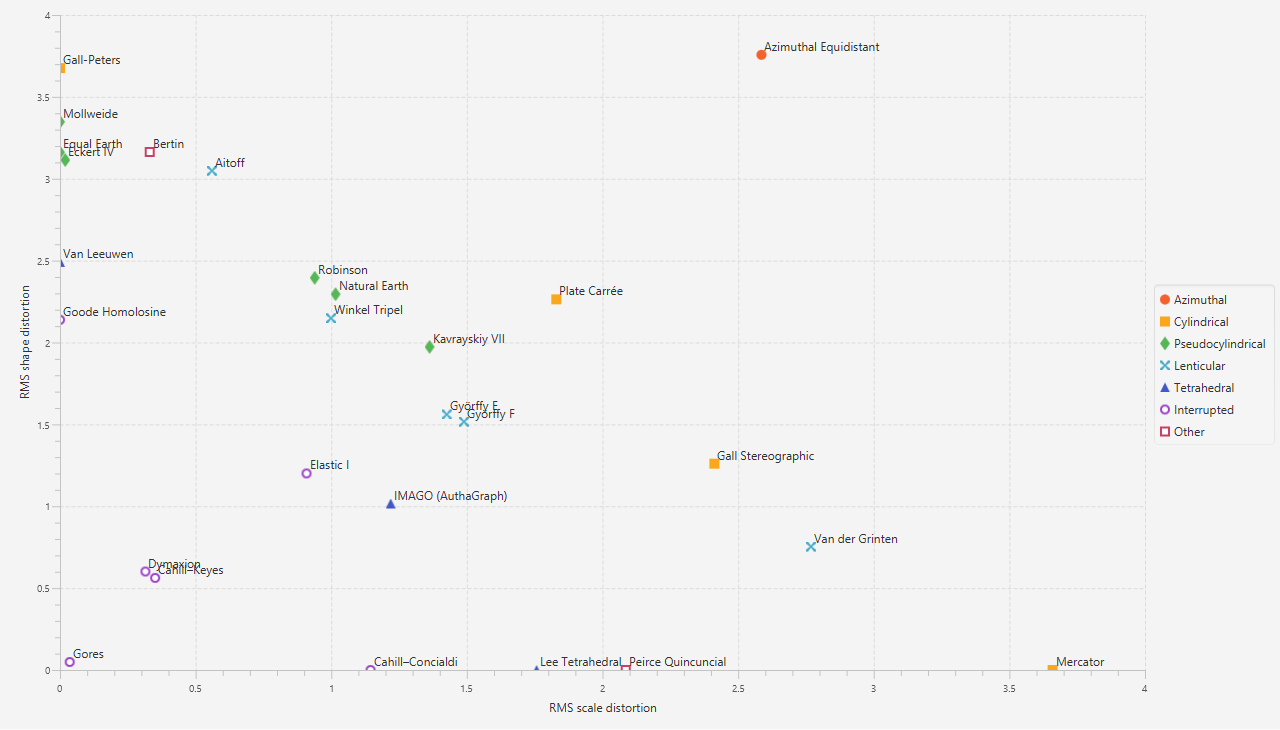 4
Azimuthal Equidistant
Gall-Peters
3.5
Mollweide
Equal Earth
Bertin
Eckert IV
Aitoff
3
Van Leeuwen
2.5
Robinson
Natural Earth
Plate Carrée
Goode Homolosine
Winkel Tripel
Kavrayskiy VII
2
RMS shape distortion
Györffy E
Györffy F
1.5
Gall Stereographic
Elastic I
IMAGO (AuthaGraph)
1
Van der Grinten
Dymaxion
Cahill–Keyes
0.5
Gores
Cahill–Concialdi
Lee Tetrahedral
Peirce Quincuncial
Mercator
0
0 0.5 1 1.5 2 2.5 3 3.5 4
RMS scale distortion
Azimuthal
Cylindrical
Pseudocylindrical
Lenticular
Tetrahedral
Interrupted
Other